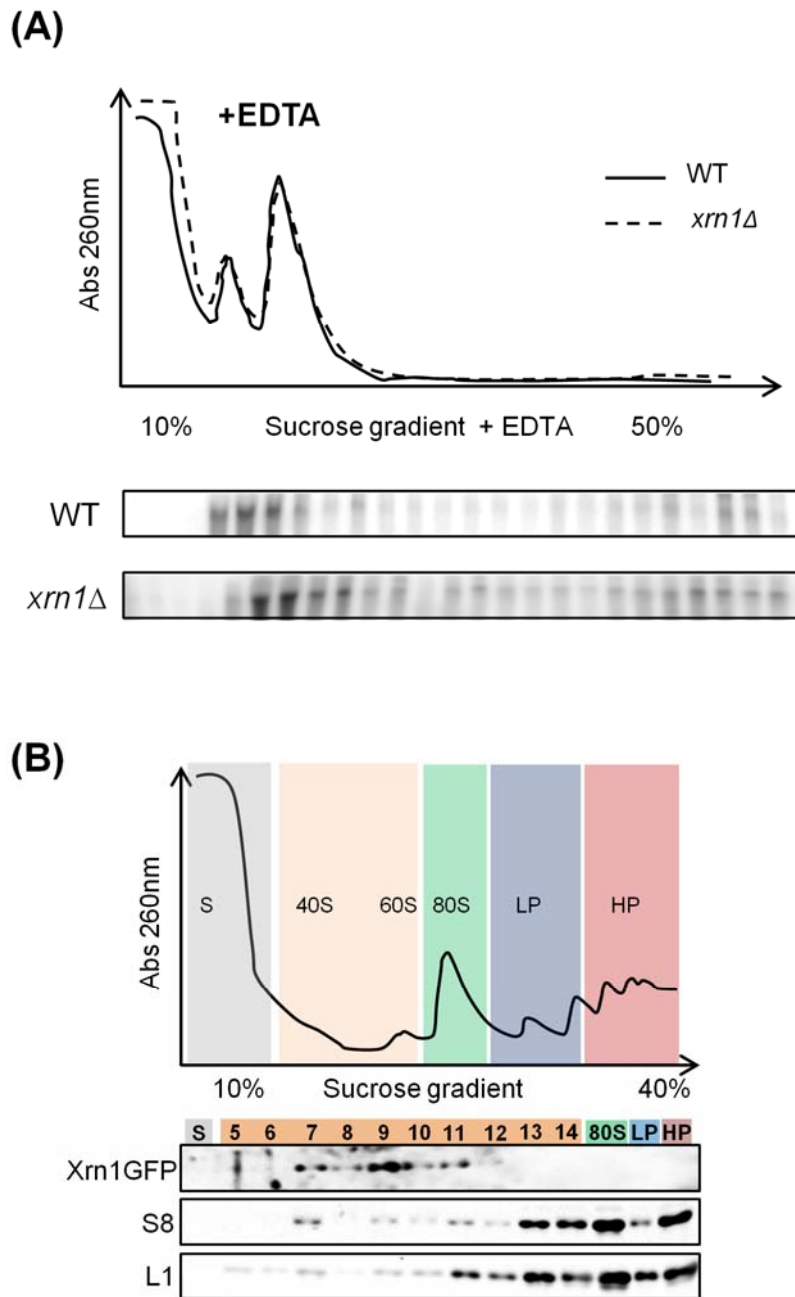 (A)
+EDTA
WT
xrn1Δ
Abs 260nm
10% Sucrose gradient + EDTA 50%
WT
xrn1Δ
(B)
Abs 260nm
S 40S 60S 80S LP HP
10% Sucrose gradient 40%
S 5 6 7 8 9 10 11 12 13 14 80S LP HP
Xrn1GFP
S8
L1